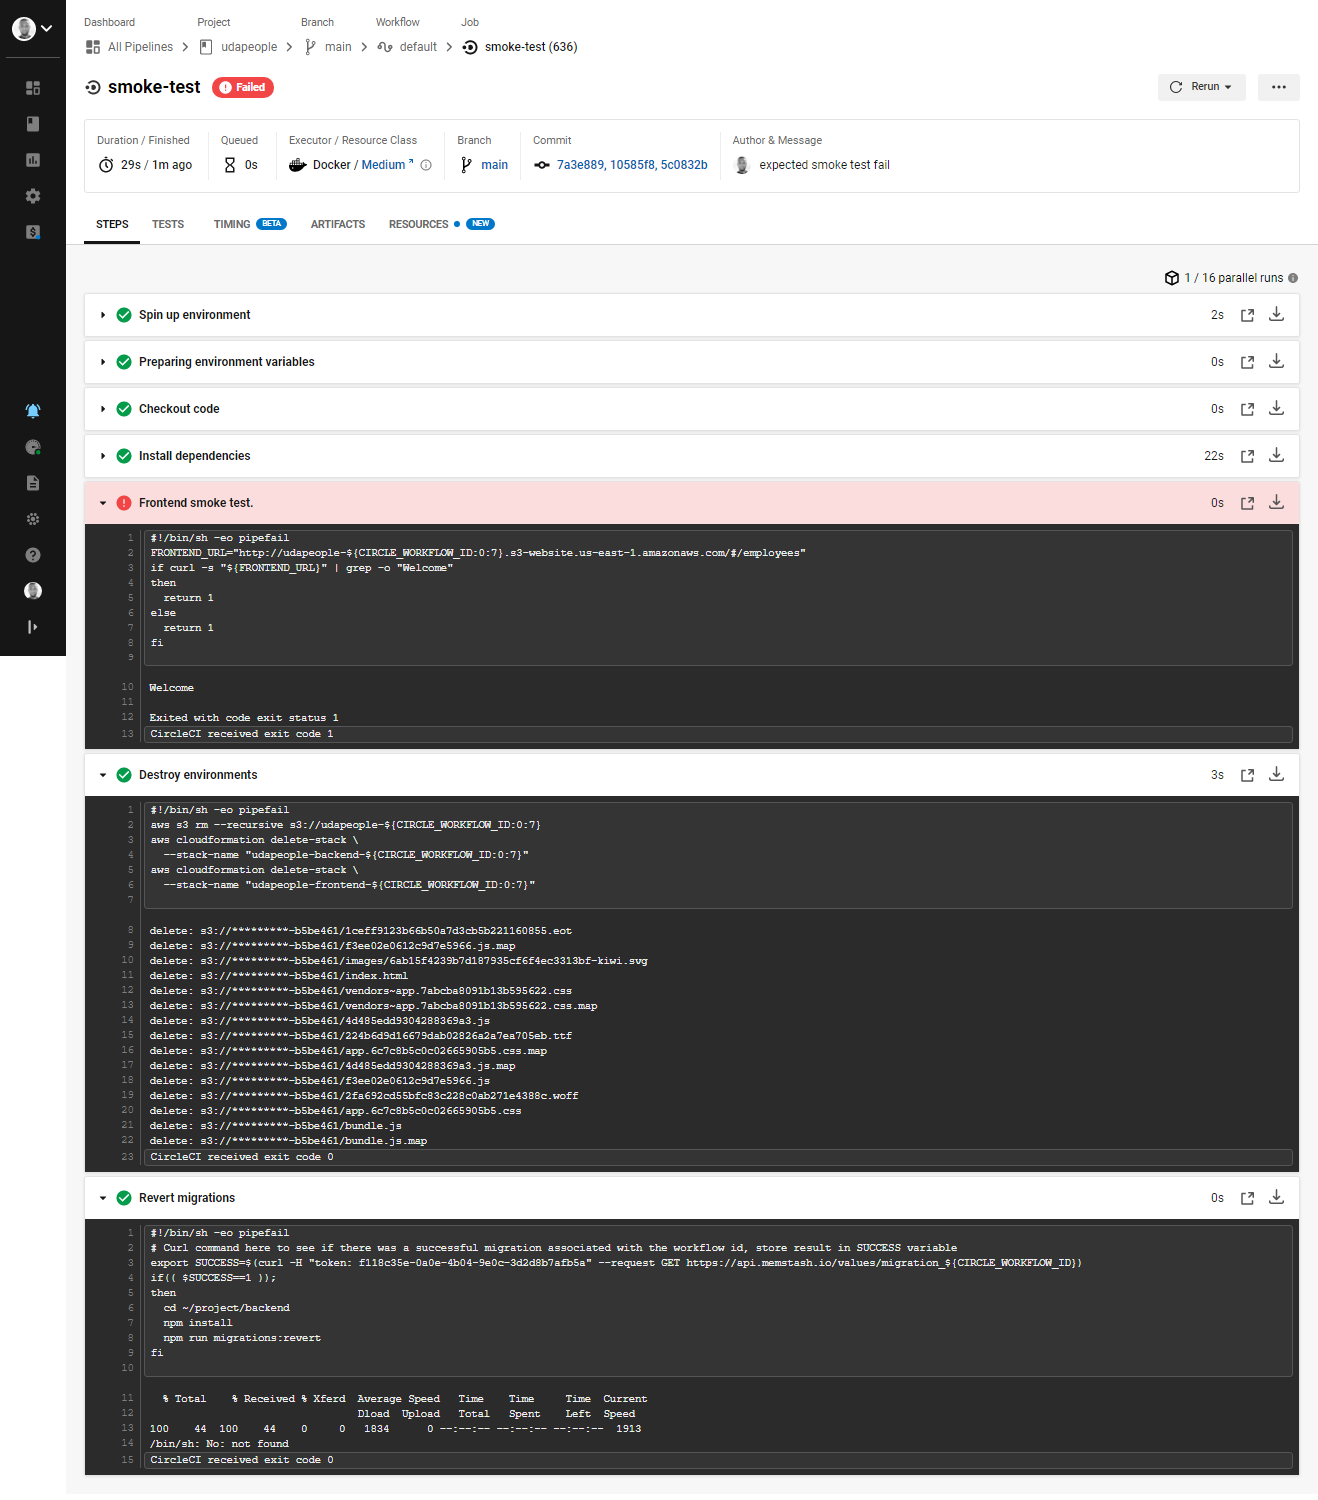 Dashboard Project Branch Workflow Job
All Pipelines udapeople main default smoke-test (636)
smoke-test Failed Rerun
Duration / Finished Queued Executor / Resource Class Branch Commit Author & Message
29s / 1m ago 0s Docker / Medium main 7a3e889, 10585f8, 5c0832b expected smoke test fail
STEPS TESTS TIMING BETA ARTIFACTS RESOURCES NEW
1 / 16 parallel runs
Spin up environment 2s
Preparing environment variables 0s
Checkout code 0s
Install dependencies 22s
Frontend smoke test. 0s
1 #!/bin/sh -eo pipefail
2 FRONTEND_URL="http://udapeople-${CIRCLE_WORKFLOW_ID:0:7}.s3-website.us-east-1.amazonaws.com/#/employees"
3 if curl -s "${FRONTEND_URL}" | grep -o "Welcome"
4 then
5 return 1
6 else
7 return 1
8 fi
9
10 Welcome
11
12 Exited with code exit status 1
13 CircleCI received exit code 1
Destroy environments 3s
1 #!/bin/sh -eo pipefail
2 aws s3 rm --recursive s3://udapeople-${CIRCLE_WORKFLOW_ID:0:7}
3 aws cloudformation delete-stack \
4 --stack-name "udapeople-backend-${CIRCLE_WORKFLOW_ID:0:7}"
5 aws cloudformation delete-stack \
6 --stack-name "udapeople-frontend-${CIRCLE_WORKFLOW_ID:0:7}"
7
8 delete: s3://*********-b5be461/1ceff9123b66b50a7d3cb5b221160855.eot
9 delete: s3://*********-b5be461/f3ee02e0612c9d7e5966.js.map
10 delete: s3://*********-b5be461/images/6ab15f4239b7d187935cf6f4ec3313bf-kiwi.svg
11 delete: s3://*********-b5be461/index.html
12 delete: s3://*********-b5be461/vendors~app.7abcba8091b13b595622.css
13 delete: s3://*********-b5be461/vendors~app.7abcba8091b13b595622.css.map
14 delete: s3://*********-b5be461/4d485edd9304288369a3.js
15 delete: s3://*********-b5be461/224b6d9d16679dab02826a2a7ea705eb.ttf
16 delete: s3://*********-b5be461/app.6c7c8b5c0c02665905b5.css.map
17 delete: s3://*********-b5be461/4d485edd9304288369a3.js.map
18 delete: s3://*********-b5be461/f3ee02e0612c9d7e5966.js
19 delete: s3://*********-b5be461/2fa692cd55bfc83c228c0ab271e4388c.woff
20 delete: s3://*********-b5be461/app.6c7c8b5c0c02665905b5.css
21 delete: s3://*********-b5be461/bundle.js
22 delete: s3://*********-b5be461/bundle.js.map
23 CircleCI received exit code 0
Revert migrations 0s
1 #!/bin/sh -eo pipefail
2 # Curl command here to see if there was a successful migration associated with the workflow id, store result in SUCCESS variable
3 export SUCCESS=$(curl -H "token: f118c35e-0a0e-4b04-9e0c-3d2d8b7afb5a" --request GET https://api.memstash.io/values/migration_${CIRCLE_WORKFLOW_ID})
4 if(( $SUCCESS==1 ));
5 then
6 cd ~/project/backend
7 npm install
8 npm run migrations:revert
9 fi
10
11 % Total % Received % Xferd Average Speed Time Time Time Current
12 Dload Upload Total Spent Left Speed
13 100 44 100 44 0 0 1834 0 --:--:-- --:--:-- --:--:-- 1913
14 /bin/sh: No: not found
15 CircleCI received exit code 0